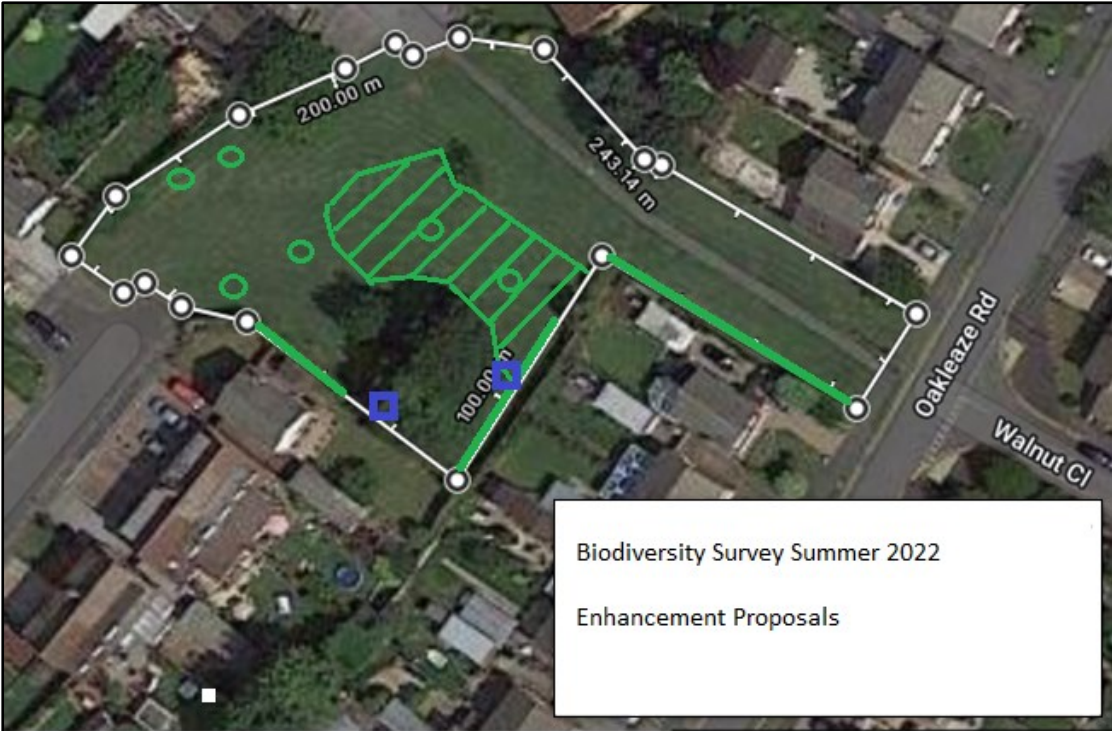 200.00 m
243.14 m
100.00 m
Oakleaze Rd
Walnut Cl
Biodiversity Survey Summer 2022
Enhancement Proposals